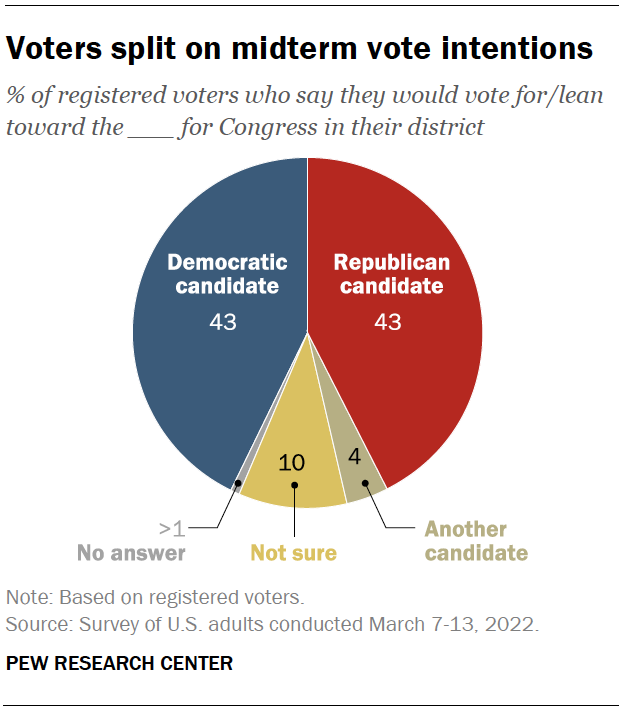 Voters split on midterm vote intentions
% of registered voters who say they would vote for/lean
toward the ___ for Congress in their district
Democratic
candidate
43
Republican
candidate
43
10
4
>1
No answer
Not sure
Another
candidate
Note: Based on registered voters.
Source: Survey of U.S. adults conducted March 7-13, 2022.
PEW RESEARCH CENTER